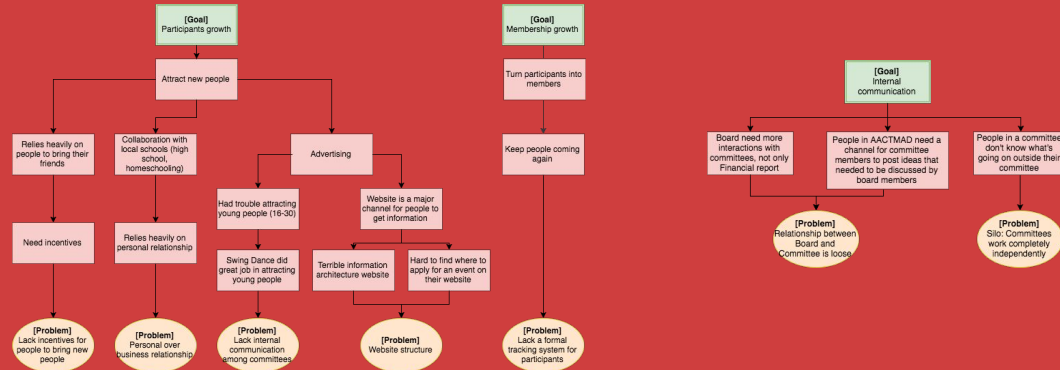 [Goal]
Participants growth
Attract new people
Relies heavily on
people to bring their
friends
Need incentives
[Problem]
Lack incentives for
people to bring new
people
Collaboration with
local schools (high
school,
homeschooling)
Relies heavily on
personal relationship
[Problem]
Personal over
business relationship
Advertising
Had trouble attracting
young people (16-30)
Swing Dance did
great job in attracting
young people
[Problem]
Lack internal
communication
among committees
Website is a major
channel for people to
get information
Terrible information
architecture website
Hard to find where to
apply for an event on
their website
[Problem]
Website structure
[Goal]
Membership growth
Turn participants into
members
Keep people coming
again
[Problem]
Lack a formal
tracking system for
participants
[Goal]
Internal
communication
Board need more
interactions with
committees, not only
Financial report
People in AACTMAD need a
channel for committee
members to post ideas that
needed to be discussed by
board members
[Problem]
Relationship between
Board and
Committee is loose
People in a committee
don't know what's
going on outside their
committee
[Problem]
Silo: Committees
work completely
independently